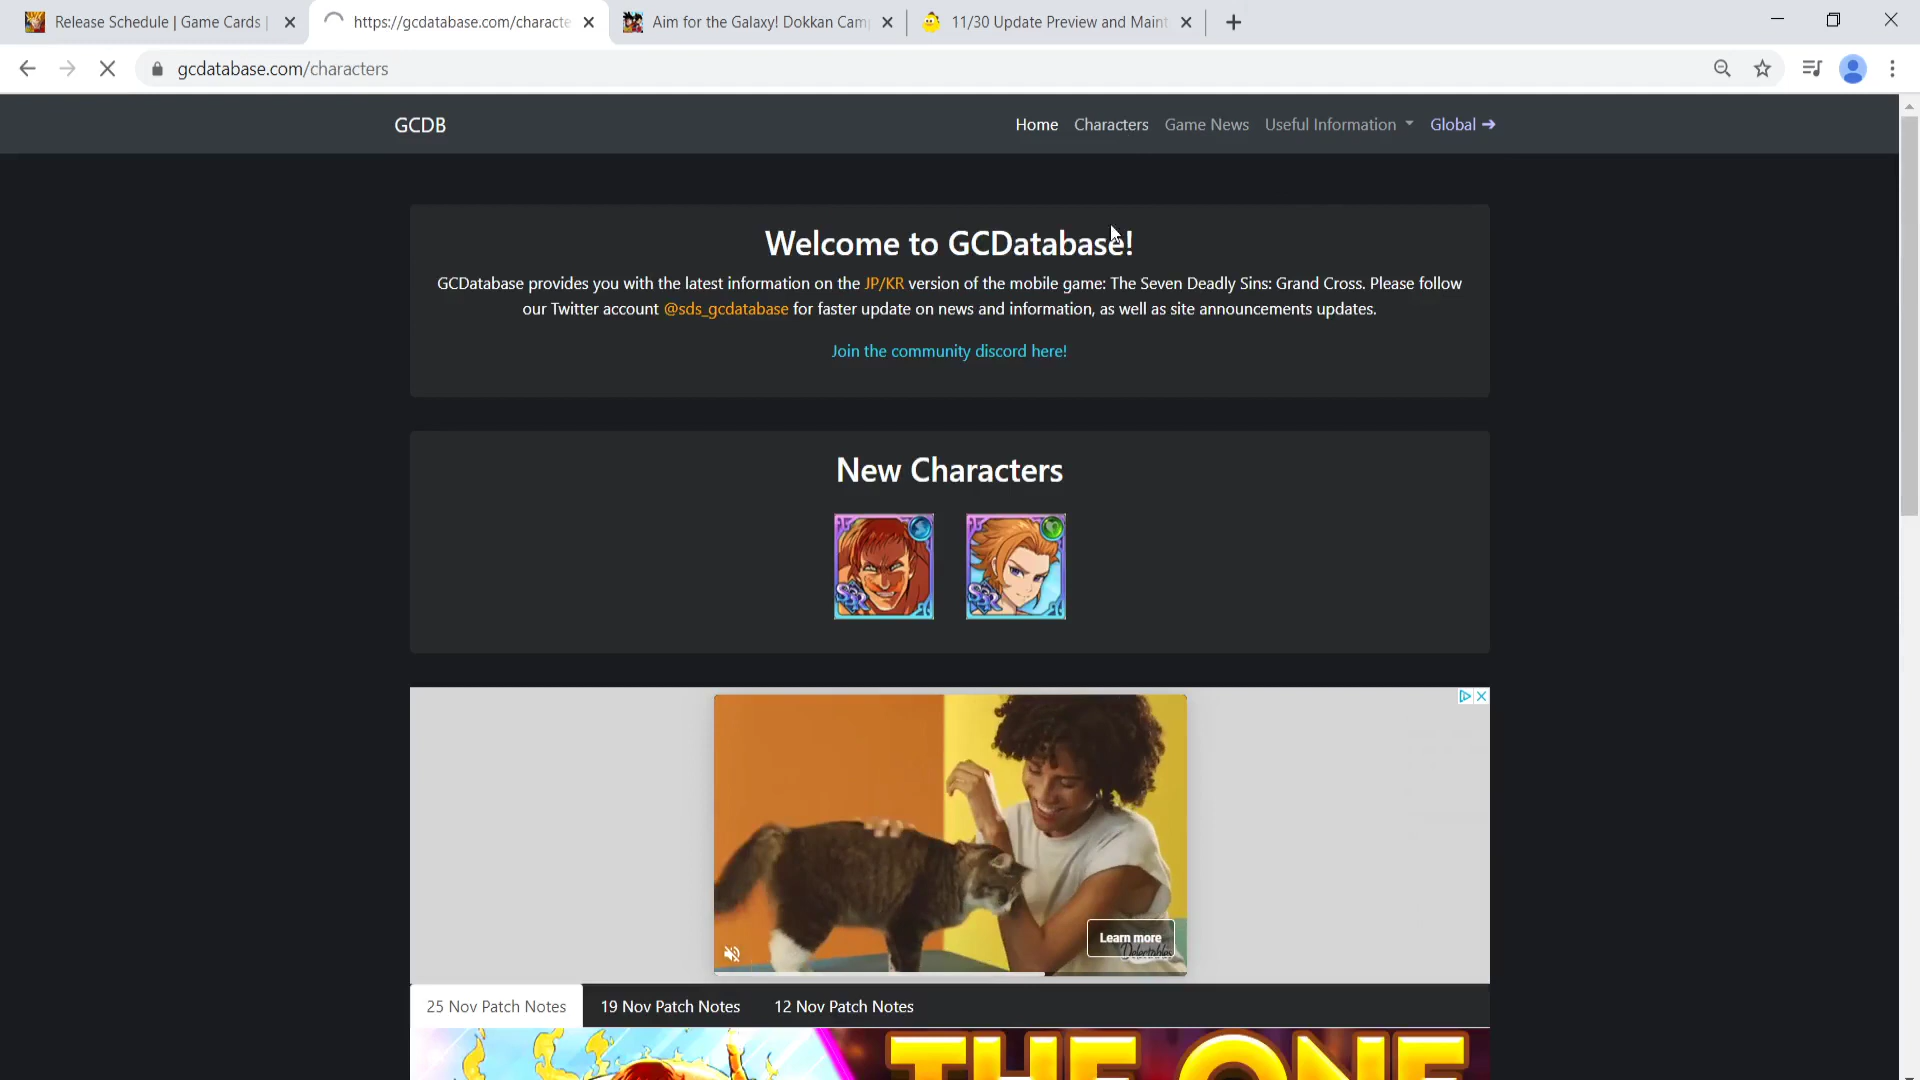 Release Schedule | Game Cards |
https://gcdatabase.com/characte
Aim for the Galaxy! Dokkan Cam
11/30 Update Preview and Maint
gcdatabase.com/characters
GCDB
Home Characters Game News Useful Information Global ➔
Welcome to GCDatabase!
GCDatabase provides you with the latest information on the JP/KR version of the mobile game: The Seven Deadly Sins: Grand Cross. Please follow
our Twitter account @sds_gcdatabase for faster update on news and information, as well as site announcements updates.
Join the community discord here!
New Characters
SSR SSR
Learn more
Delectables
25 Nov Patch Notes 19 Nov Patch Notes 12 Nov Patch Notes
THE ONE